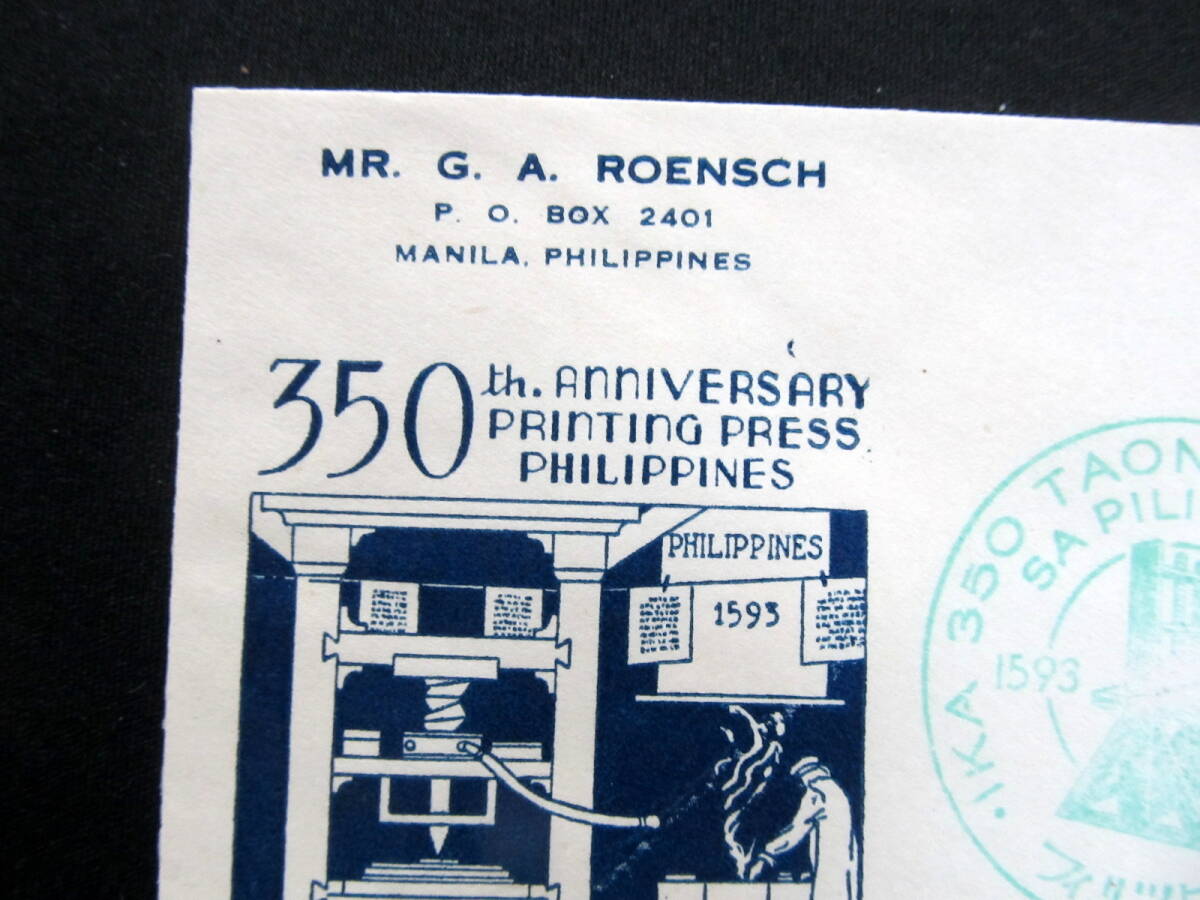 MR. G. A. ROENSCH
P. O. BOX 2401
MANILA, PHILIPPINES
350th. ANNIVERSARY
PRINTING PRESS
PHILIPPINES
PHILIPPINES
1593
IKA 350 TAON
SA PILI
1593